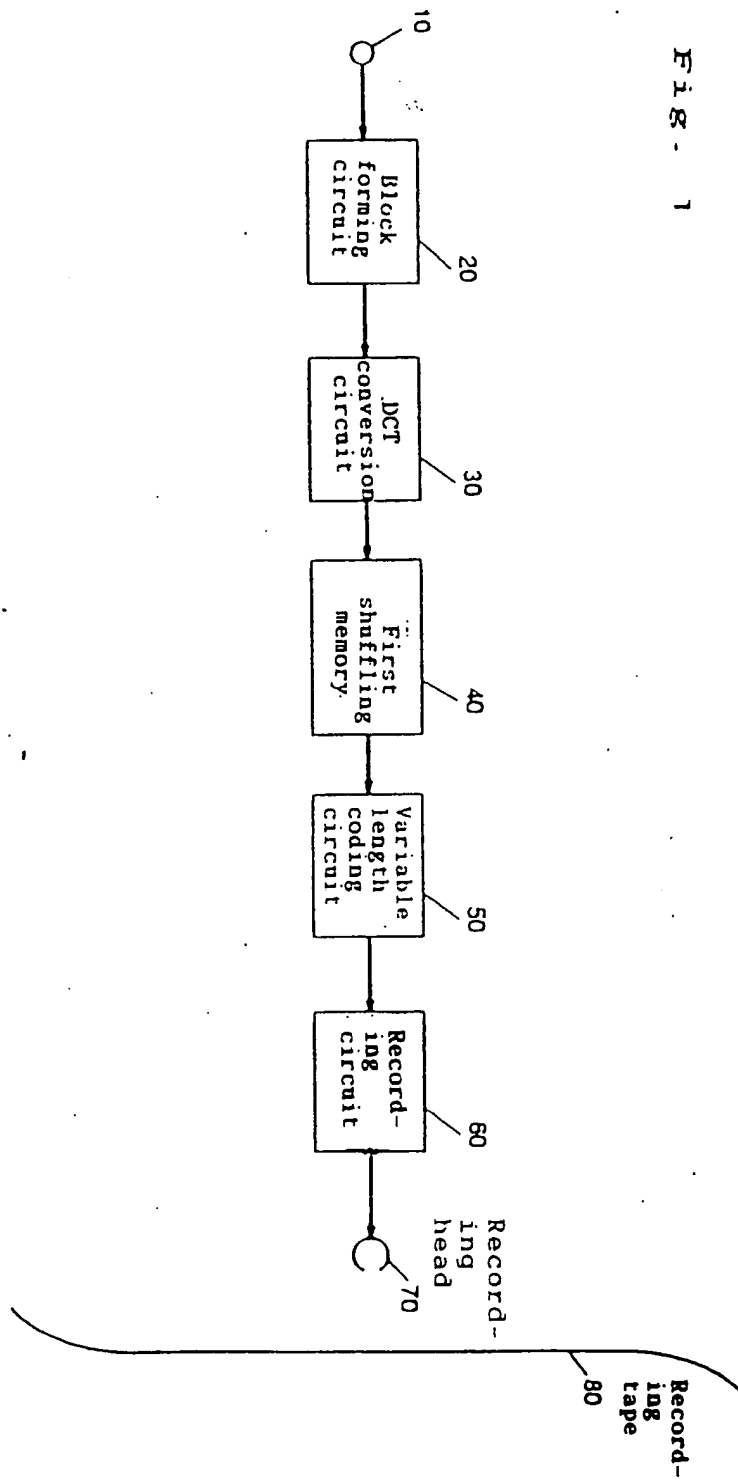 Fig. 1
10
Block
forming
circuit
20
DCT
conversion
circuit
30
First
shuffling
memory
40
Variable
length
coding
circuit
50
Record-
ing
circuit
60
Record-
ing
head
70
Record-
ing
tape
80